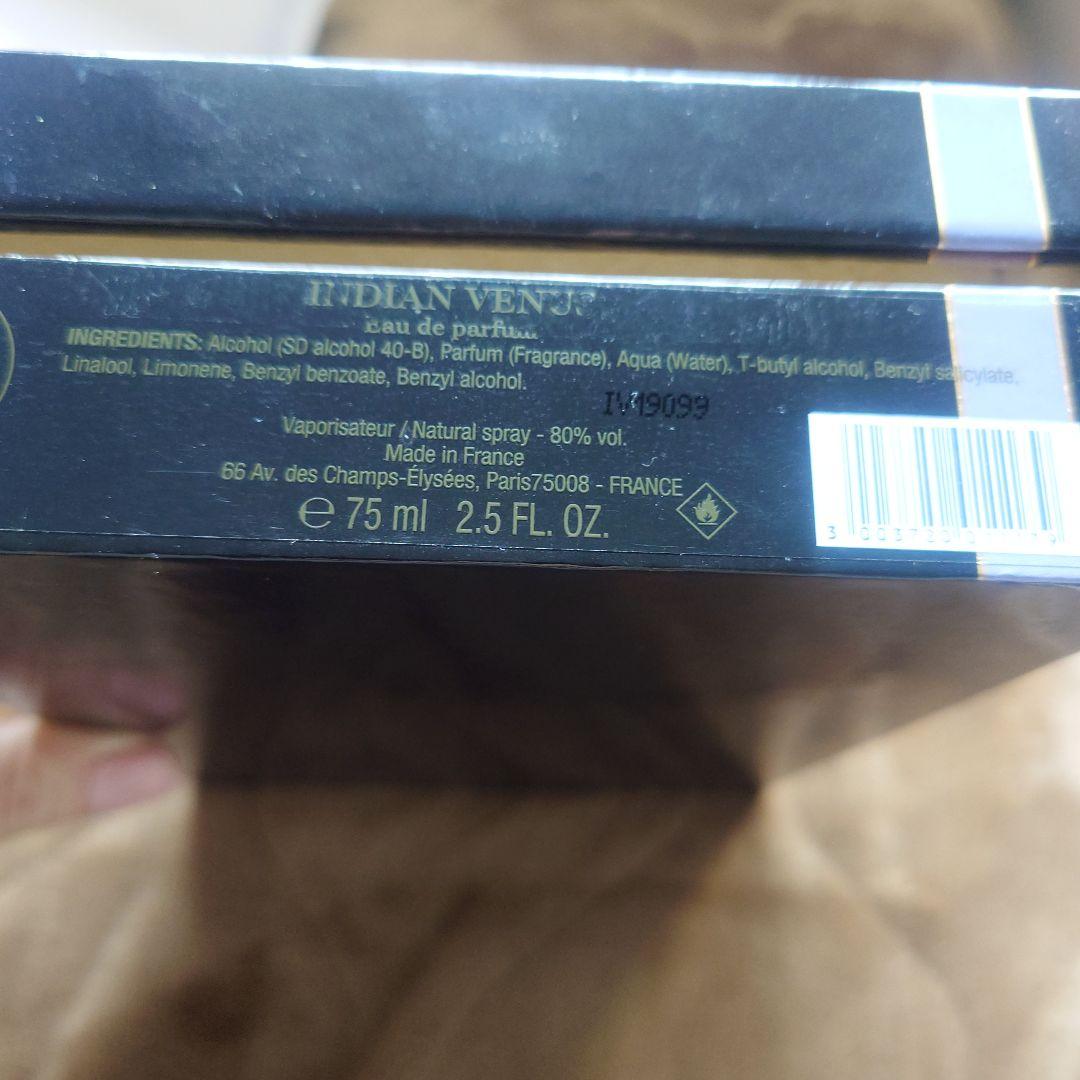 INDIAN VENUS
Eau de parfum
INGREDIENTS: Alcohol (SD alcohol 40-B), Parfum (Fragrance), Aqua (Water), T-butyl alcohol, Benzyl salicylate,
Linalool, Limonene, Benzyl benzoate, Benzyl alcohol.
IV19099
Vaporisateur / Natural spray - 80% vol.
Made in France
66 Av. des Champs-Élysées, Paris75008 - FRANCE
℮ 75 ml 2.5 FL. OZ.